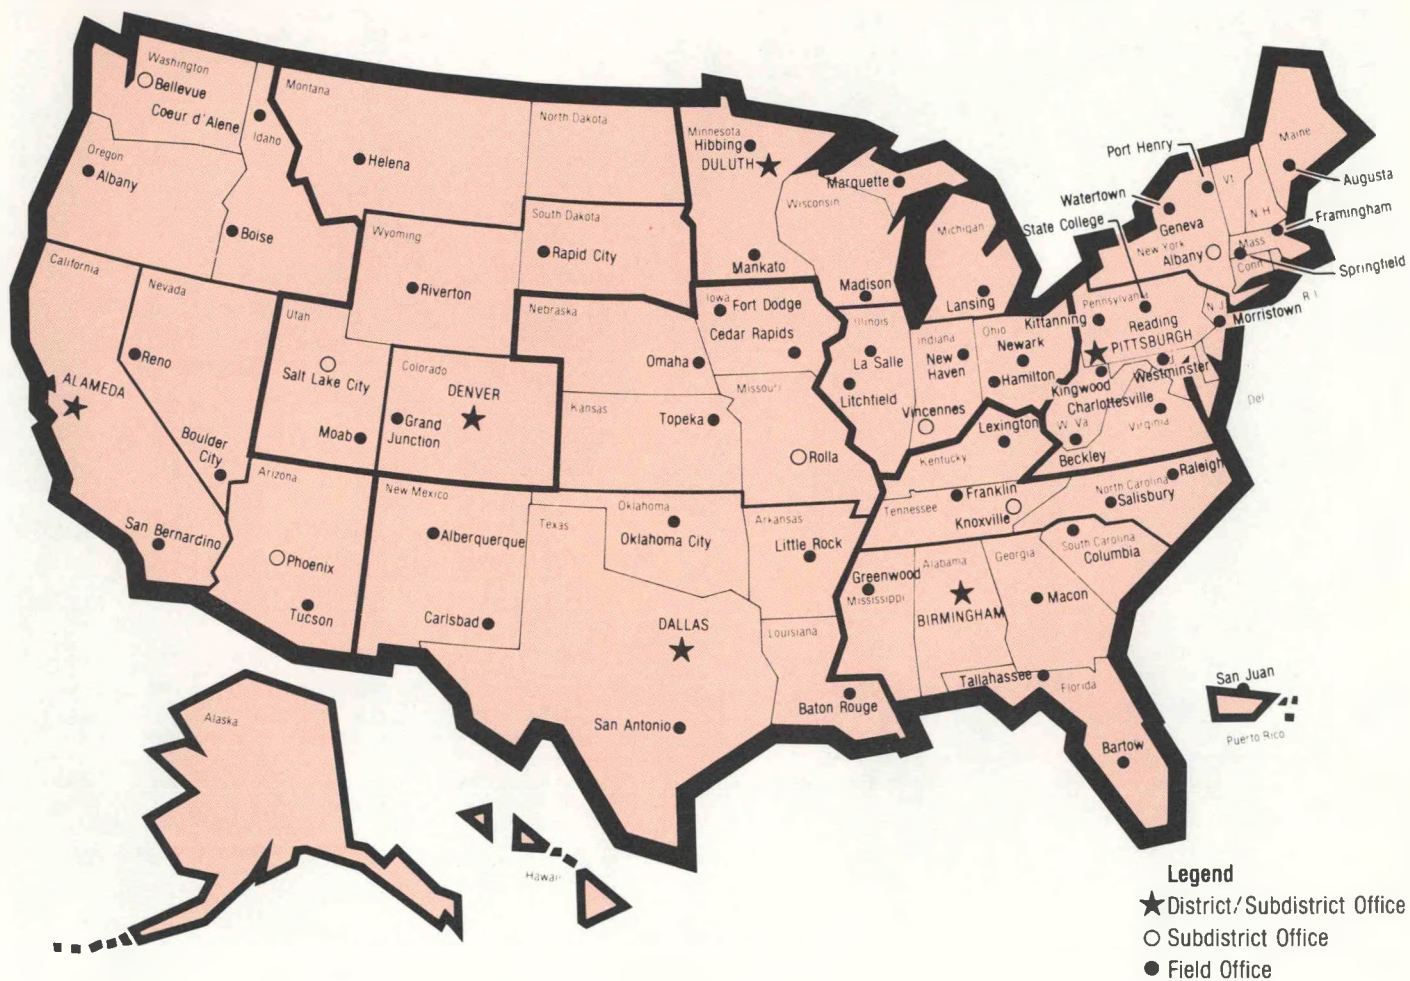 Washington
Bellevue
Coeur d'Alene
Idaho
Montana
Helena
North Dakota
Minnesota
Hibbing
DULUTH
Oregon
Albany
Boise
Wyoming
Riverton
South Dakota
Rapid City
Mankato
Wisconsin
Madison
Marquette
Michigan
Lansing
Port Henry
Watertown
State College
Maine
Augusta
Framingham
Springfield
Vt
N H
Geneva
New York
Albany
Mass
Conn
R I
California
ALAMEDA
San Bernardino
Nevada
Reno
Boulder
City
Utah
Salt Lake City
Moab
Colorado
DENVER
Grand
Junction
Nebraska
Omaha
Kansas
Topeka
Iowa
Fort Dodge
Cedar Rapids
Missouri
Rolla
Illinois
La Salle
Litchfield
Indiana
New
Haven
Vincennes
Ohio
Newark
Hamilton
Pennsylvania
Kittanning
Reading
PITTSBURGH
N J
Morristown
Kingwood
Westminster
Charlottesville
Del
W Va
Virginia
Beckley
Kentucky
Lexington
Arizona
Phoenix
Tucson
New Mexico
Alberquerque
Carlsbad
Texas
DALLAS
San Antonio
Oklahoma
Oklahoma City
Arkansas
Little Rock
Louisiana
Baton Rouge
Tennessee
Franklin
Knoxville
North Carolina
Raleigh
Salisbury
South Carolina
Columbia
Greenwood
Mississippi
Alabama
BIRMINGHAM
Georgia
Macon
Tallahassee
Florida
Bartow
San Juan
Puerto Rico
Alaska
Hawaii
Legend
District/Subdistrict Office
Subdistrict Office
Field Office